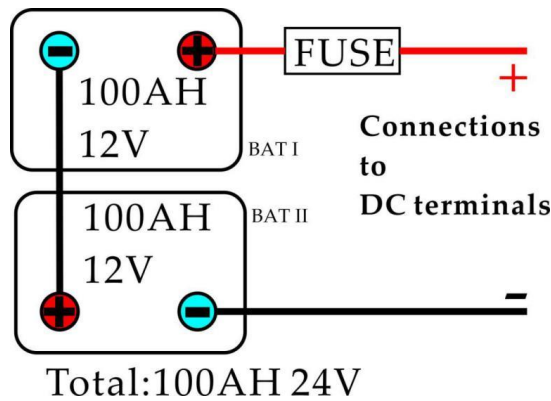 FUSE
100AH
12V
BAT I
+
Connections
to
DC terminals
100AH
12V
BAT II
-
Total:100AH 24V